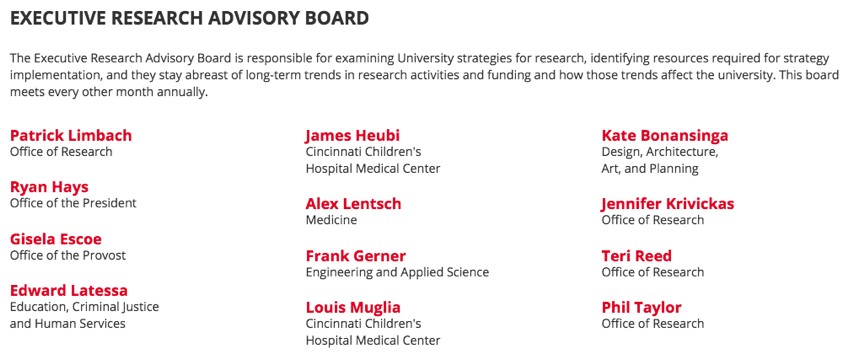 EXECUTIVE RESEARCH ADVISORY BOARD
The Executive Research Advisory Board is responsible for examining University strategies for research, identifying resources required for strategy
implementation, and they stay abreast of long-term trends in research activities and funding and how those trends affect the university. This board
meets every other month annually.
Patrick Limbach
Office of Research
Ryan Hays
Office of the President
Gisela Escoe
Office of the Provost
Edward Latessa
Education, Criminal Justice
and Human Services
James Heubi
Cincinnati Children's
Hospital Medical Center
Alex Lentsch
Medicine
Frank Gerner
Engineering and Applied Science
Louis Muglia
Cincinnati Children's
Hospital Medical Center
Kate Bonansinga
Design, Architecture,
Art, and Planning
Jennifer Krivickas
Office of Research
Teri Reed
Office of Research
Phil Taylor
Office of Research